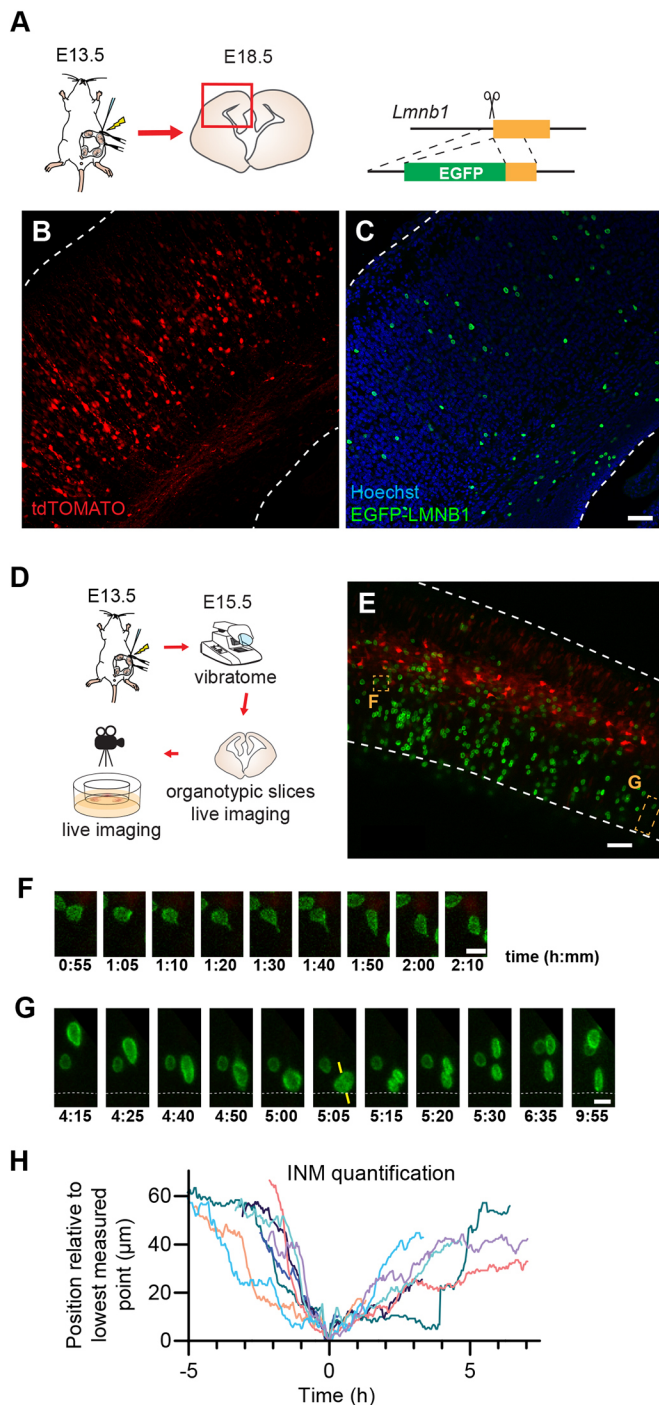 A
E13.5
E18.5
Lmnb1
EGFP
B
C
tdTOMATO
Hoechst
EGFP-LMNB1
D
E13.5
E15.5
vibratome
organotypic slices
live imaging
live imaging
E
F
G
F
0:55 1:05 1:10 1:20 1:30 1:40 1:50 2:00 2:10 time (h:mm)
G
4:15 4:25 4:40 4:50 5:00 5:05 5:15 5:20 5:30 6:35 9:55
H
INM quantification
Position relative to
lowest measured
point (μm)
60
40
20
0
-5 0 5
Time (h)